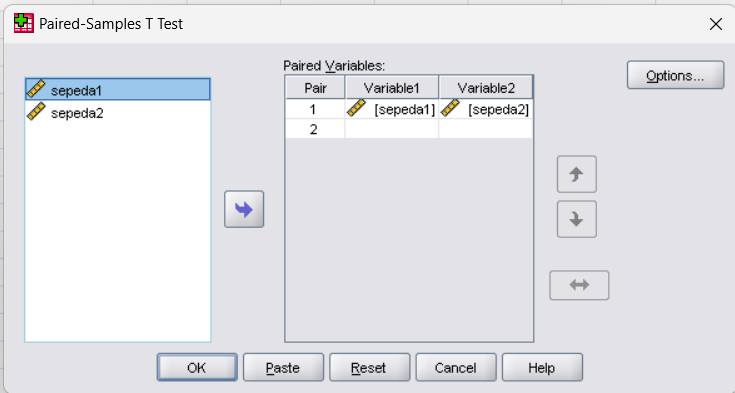 Paired-Samples T Test
sepeda1
sepeda2
Paired Variables:
Pair Variable1 Variable2
1 [sepeda1] [sepeda2]
2
Options...
OK Paste Reset Cancel Help